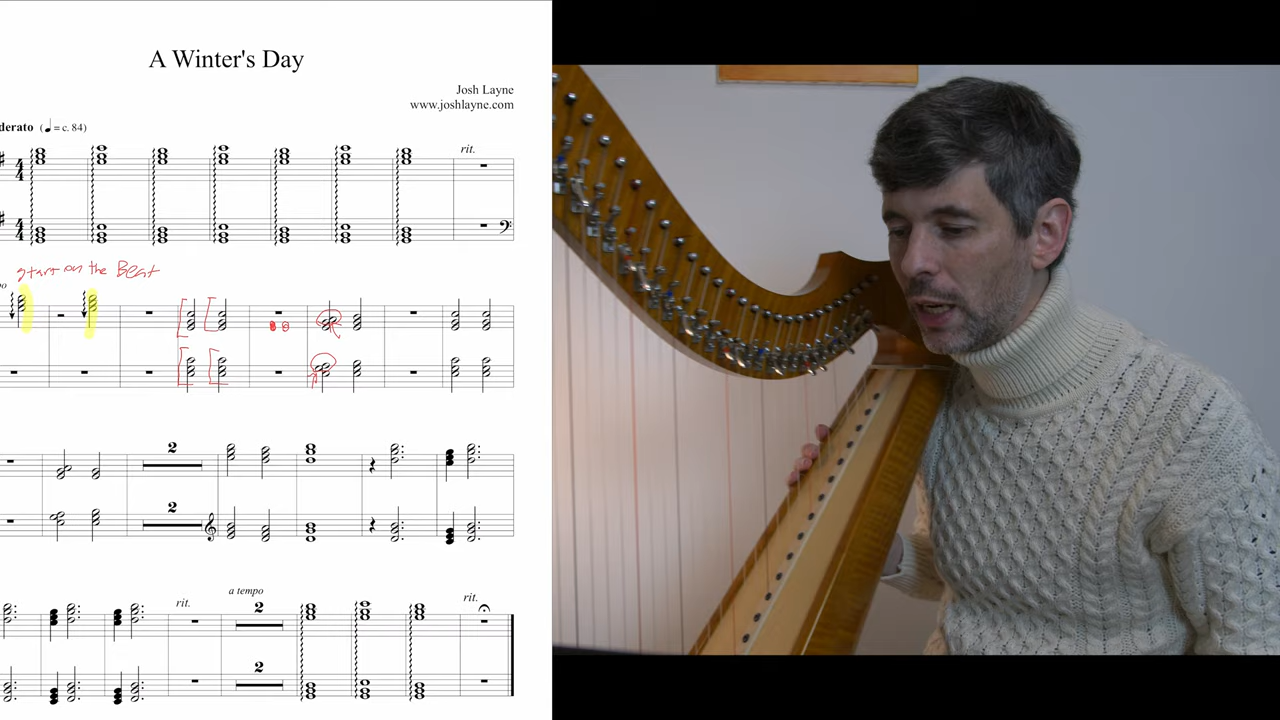 A Winter's Day
Josh Layne
www.joshlayne.com
derato (♩= c. 84)
rit.
start on the Beat
po
2
2
rit.
a tempo
2
rit.
2